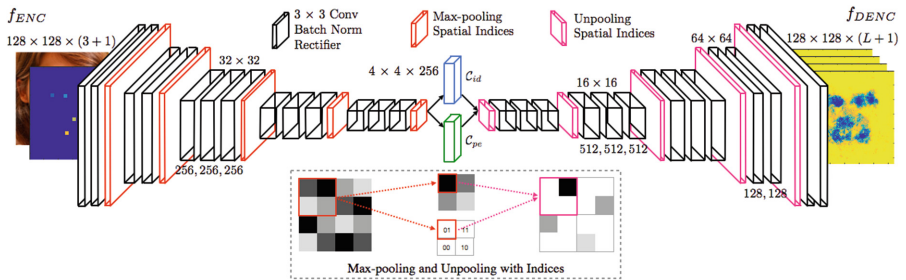 f_ENC
128 × 128 × (3 + 1)
32 × 32
256, 256, 256
3 × 3 Conv
Batch Norm
Rectifier
Max-pooling
Spatial Indices
Unpooling
Spatial Indices
4 × 4 × 256
C_id
C_pe
16 × 16
512, 512, 512
64 × 64
128, 128
f_DENC
128 × 128 × (L + 1)
01 11
00 10
Max-pooling and Unpooling with Indices